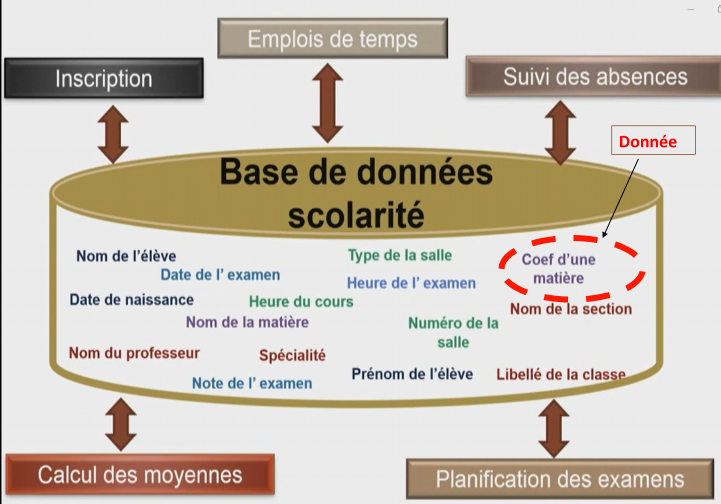 Emplois de temps
Inscription
Suivi des absences
Donnée
Base de données
scolarité
Nom de l'élève
Type de la salle
Coef d'une
matière
Date de l' examen
Heure de l' examen
Date de naissance
Heure du cours
Nom de la section
Nom de la matière
Numéro de la
salle
Nom du professeur
Spécialité
Prénom de l'élève
Libellé de la classe
Note de l' examen
Calcul des moyennes
Planification des examens